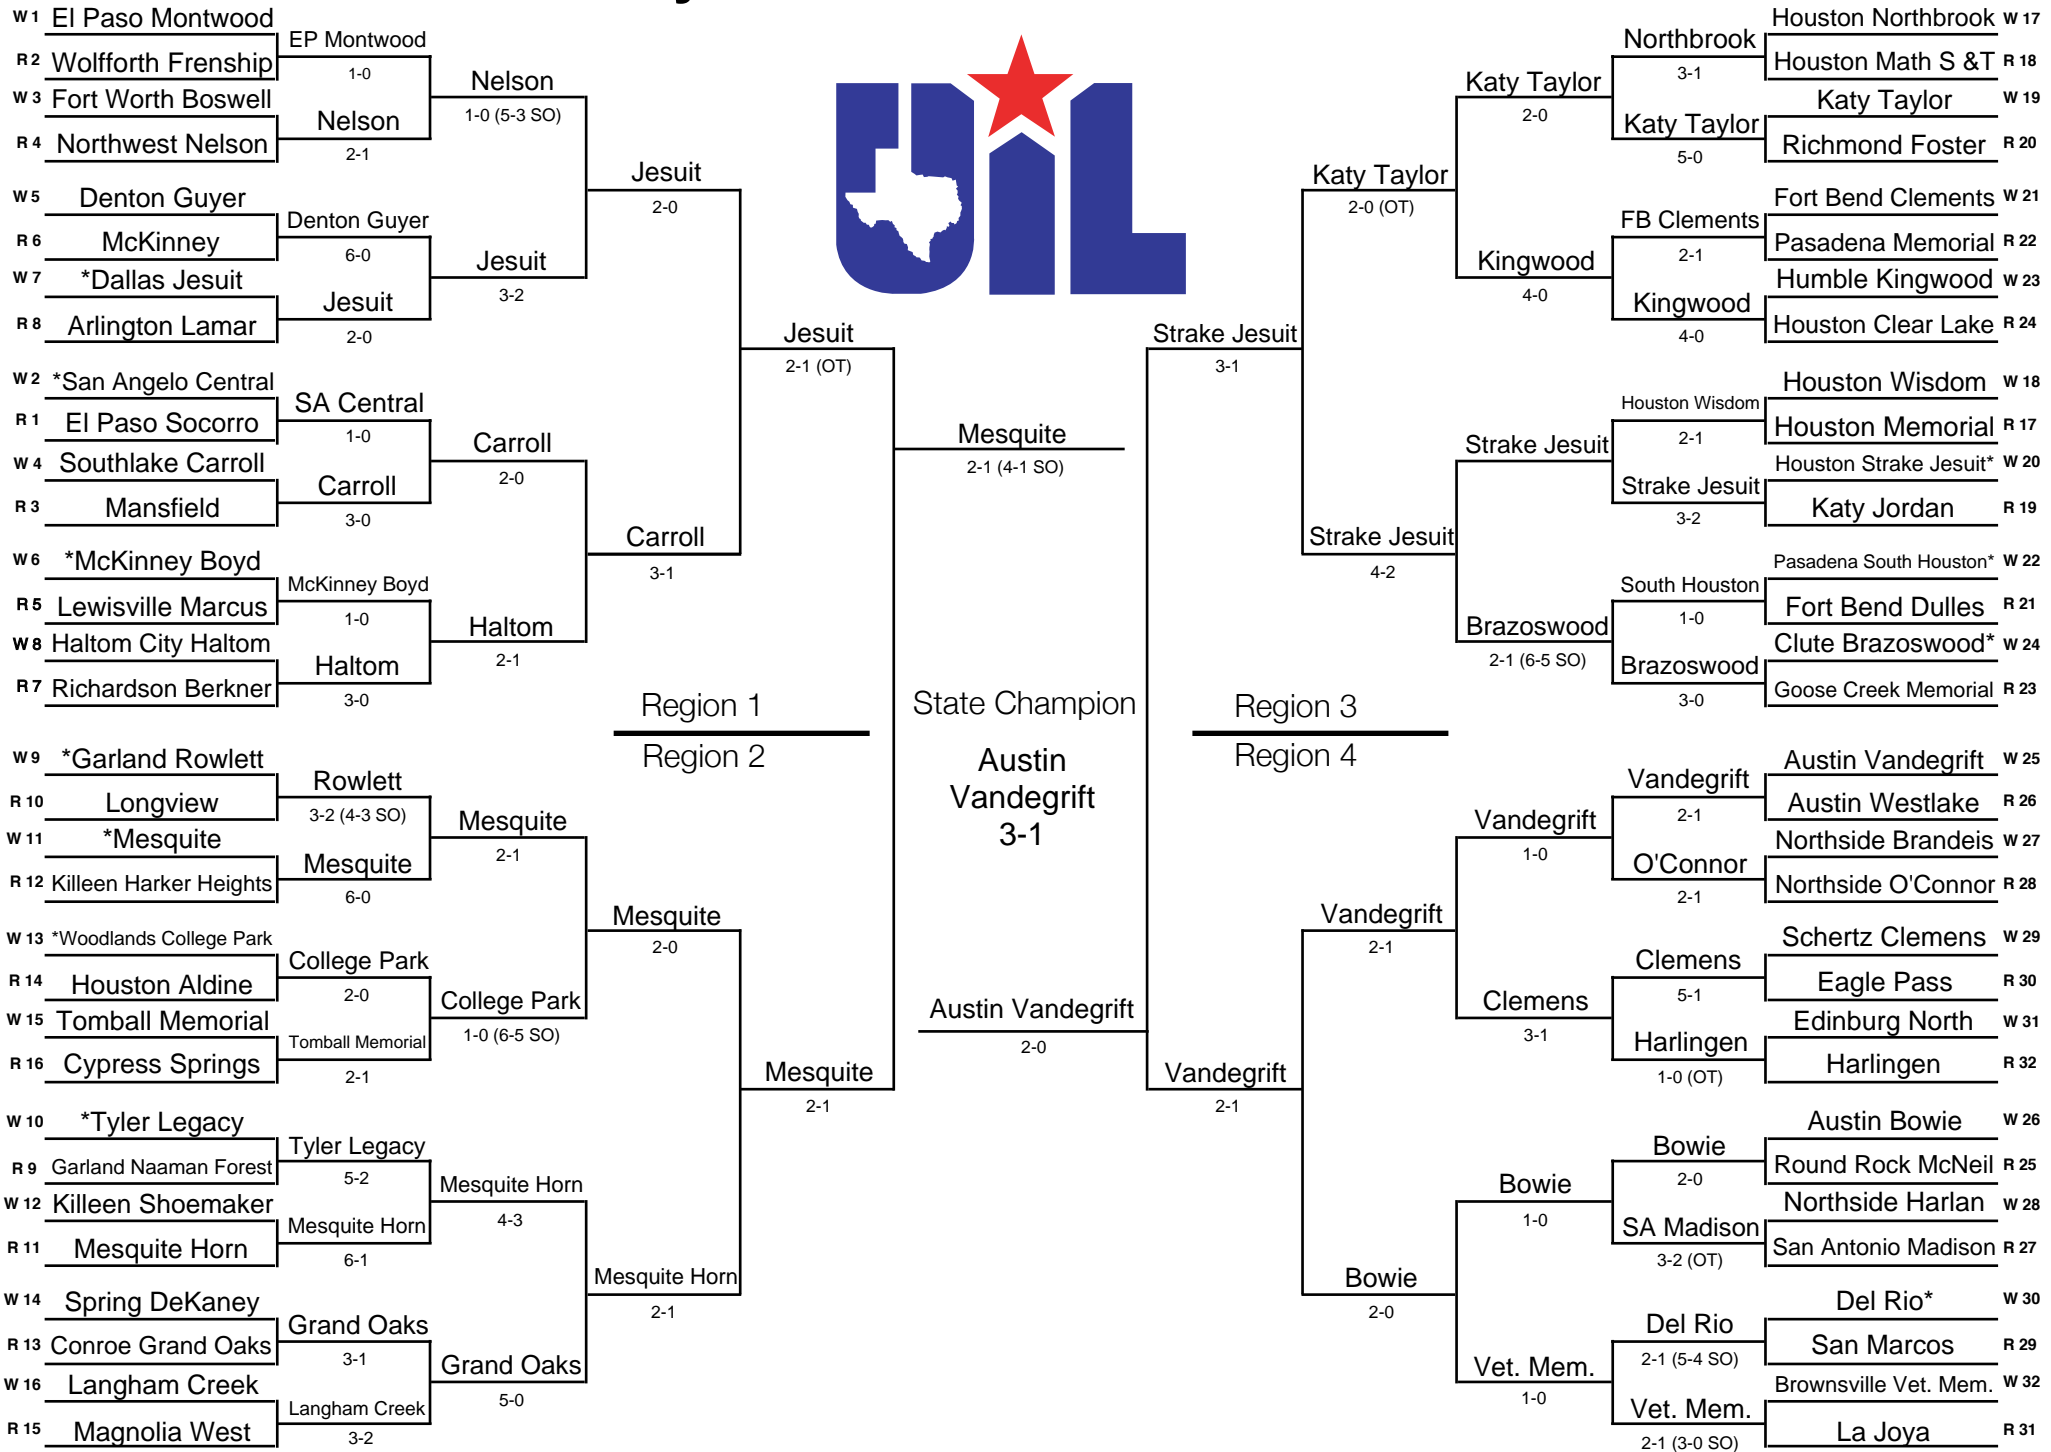 W 1 El Paso Montwood
R 2 Wolfforth Frenship
W 3 Fort Worth Boswell
R 4 Northwest Nelson
W 5 Denton Guyer
R 6 McKinney
W 7 *Dallas Jesuit
R 8 Arlington Lamar
W 2 *San Angelo Central
R 1 El Paso Socorro
W 4 Southlake Carroll
R 3 Mansfield
W 6 *McKinney Boyd
R 5 Lewisville Marcus
W 8 Haltom City Haltom
R 7 Richardson Berkner
W 9 *Garland Rowlett
R 10 Longview
W 11 *Mesquite
R 12 Killeen Harker Heights
W 13 *Woodlands College Park
R 14 Houston Aldine
W 15 Tomball Memorial
R 16 Cypress Springs
W 10 *Tyler Legacy
R 9 Garland Naaman Forest
W 12 Killeen Shoemaker
R 11 Mesquite Horn
W 14 Spring DeKaney
R 13 Conroe Grand Oaks
W 16 Langham Creek
R 15 Magnolia West
EP Montwood
1-0
Nelson
2-1
Denton Guyer
6-0
Jesuit
2-0
SA Central
1-0
Carroll
3-0
McKinney Boyd
1-0
Haltom
3-0
Rowlett
3-2 (4-3 SO)
Mesquite
6-0
College Park
2-0
Tomball Memorial
2-1
Tyler Legacy
5-2
Mesquite Horn
6-1
Grand Oaks
3-1
Langham Creek
3-2
Nelson
1-0 (5-3 SO)
Jesuit
3-2
Carroll
2-0
Haltom
2-1
Mesquite
2-1
College Park
1-0 (6-5 SO)
Mesquite Horn
4-3
Grand Oaks
5-0
Jesuit
2-0
Carroll
3-1
Mesquite
2-0
Mesquite Horn
2-1
Jesuit
2-1 (OT)
Mesquite
2-1
Region 1
Region 2
UIL
Mesquite
2-1 (4-1 SO)
State Champion
Austin
Vandegrift
3-1
Austin Vandegrift
2-0
Region 3
Region 4
Strake Jesuit
3-1
Vandegrift
2-1
Katy Taylor
2-0 (OT)
Strake Jesuit
4-2
Vandegrift
2-1
Bowie
2-0
Katy Taylor
2-0
Kingwood
4-0
Strake Jesuit
Brazoswood
2-1 (6-5 SO)
Vandegrift
1-0
Clemens
3-1
Bowie
1-0
Vet. Mem.
1-0
Northbrook
3-1
Katy Taylor
5-0
FB Clements
2-1
Kingwood
4-0
Houston Wisdom
2-1
Strake Jesuit
3-2
South Houston
1-0
Brazoswood
3-0
Vandegrift
2-1
O'Connor
2-1
Clemens
5-1
Harlingen
1-0 (OT)
Bowie
2-0
SA Madison
3-2 (OT)
Del Rio
2-1 (5-4 SO)
Vet. Mem.
2-1 (3-0 SO)
Houston Northbrook W 17
Houston Math S &T R 18
Katy Taylor W 19
Richmond Foster R 20
Fort Bend Clements W 21
Pasadena Memorial R 22
Humble Kingwood W 23
Houston Clear Lake R 24
Houston Wisdom W 18
Houston Memorial R 17
Houston Strake Jesuit* W 20
Katy Jordan R 19
Pasadena South Houston* W 22
Fort Bend Dulles R 21
Clute Brazoswood* W 24
Goose Creek Memorial R 23
Austin Vandegrift W 25
Austin Westlake R 26
Northside Brandeis W 27
Northside O'Connor R 28
Schertz Clemens W 29
Eagle Pass R 30
Edinburg North W 31
Harlingen R 32
Austin Bowie W 26
Round Rock McNeil R 25
Northside Harlan W 28
San Antonio Madison R 27
Del Rio* W 30
San Marcos R 29
Brownsville Vet. Mem. W 32
La Joya R 31